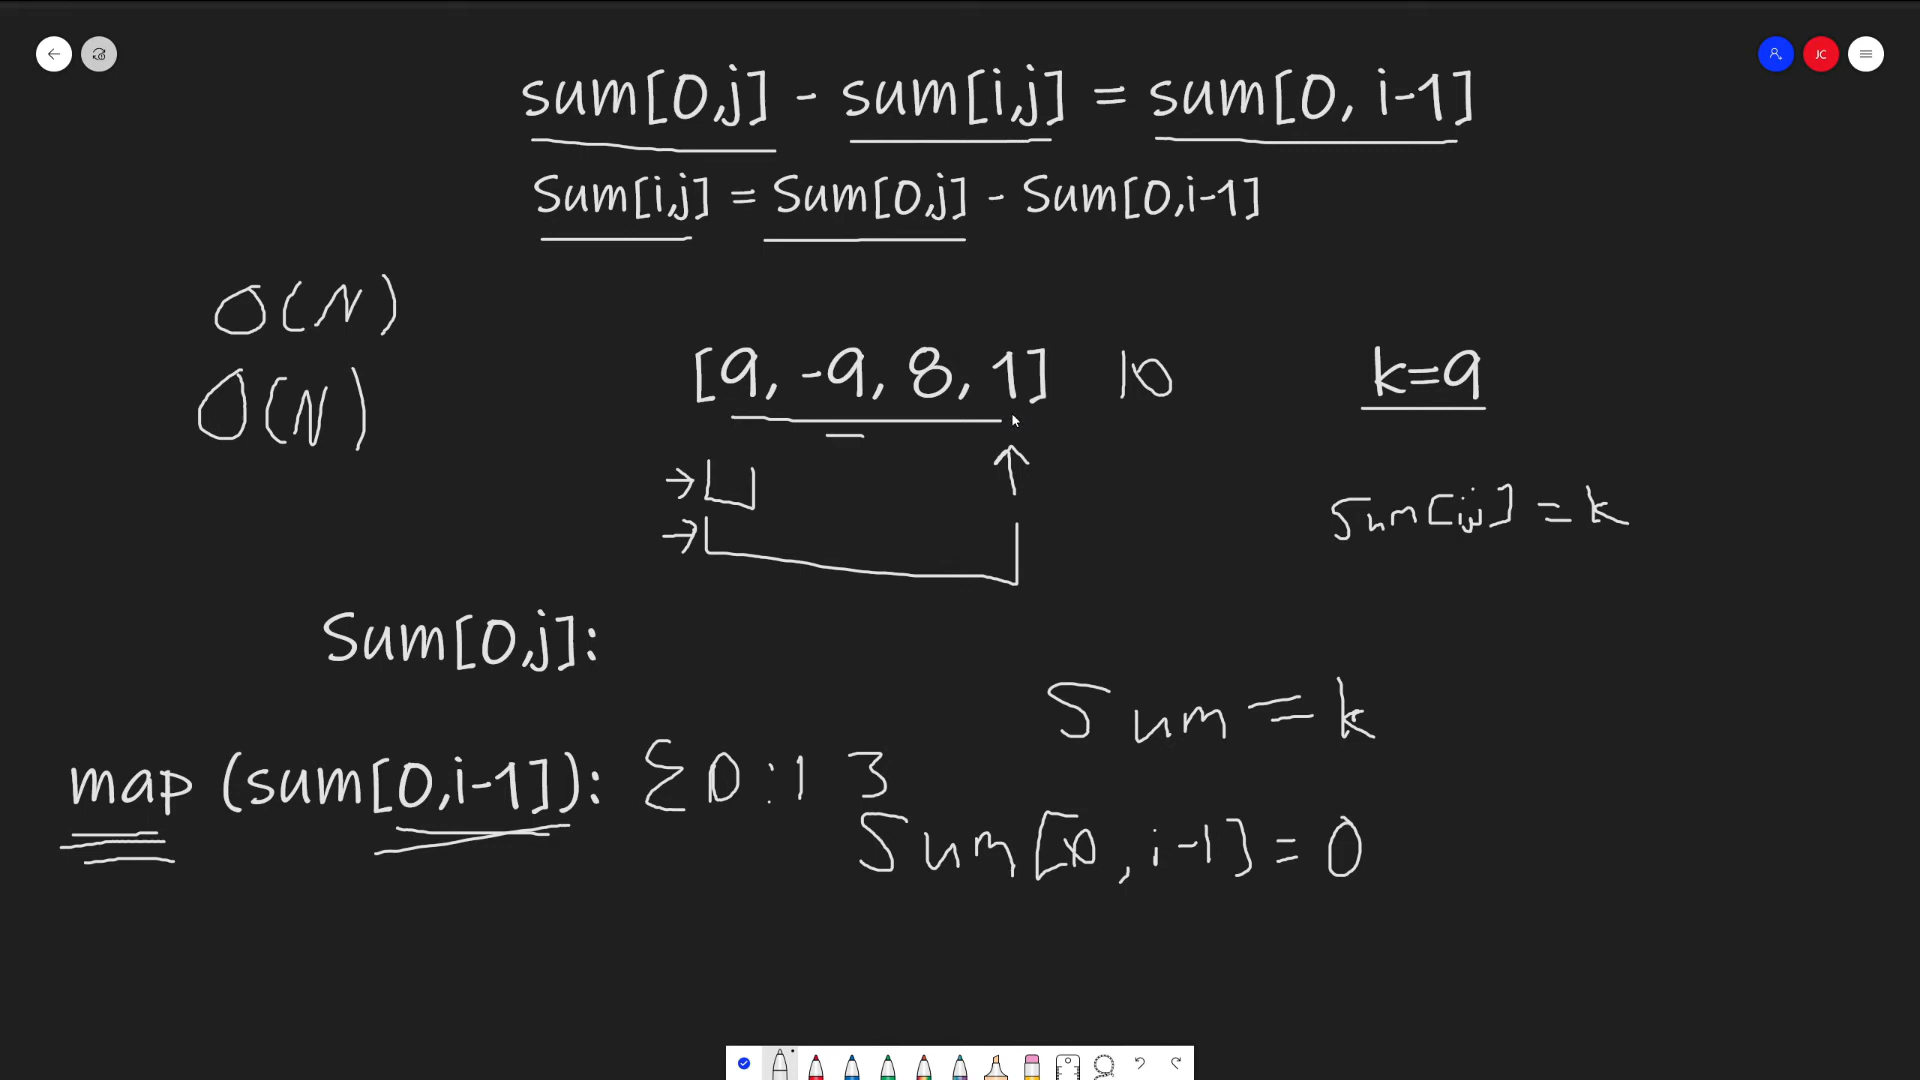 JC
sum[0,j] - sum[i,j] = sum[0, i-1]
Sum[i,j] = Sum[0,j] - Sum[0,i-1]
O(N)
O(N)
[9, -9, 8, 1] 10 k=9
Sum[i,j] = k
Sum[0,j]:
Sum = k
map (sum[0,i-1]): {0:1 }
Sum[0, i-1] = 0